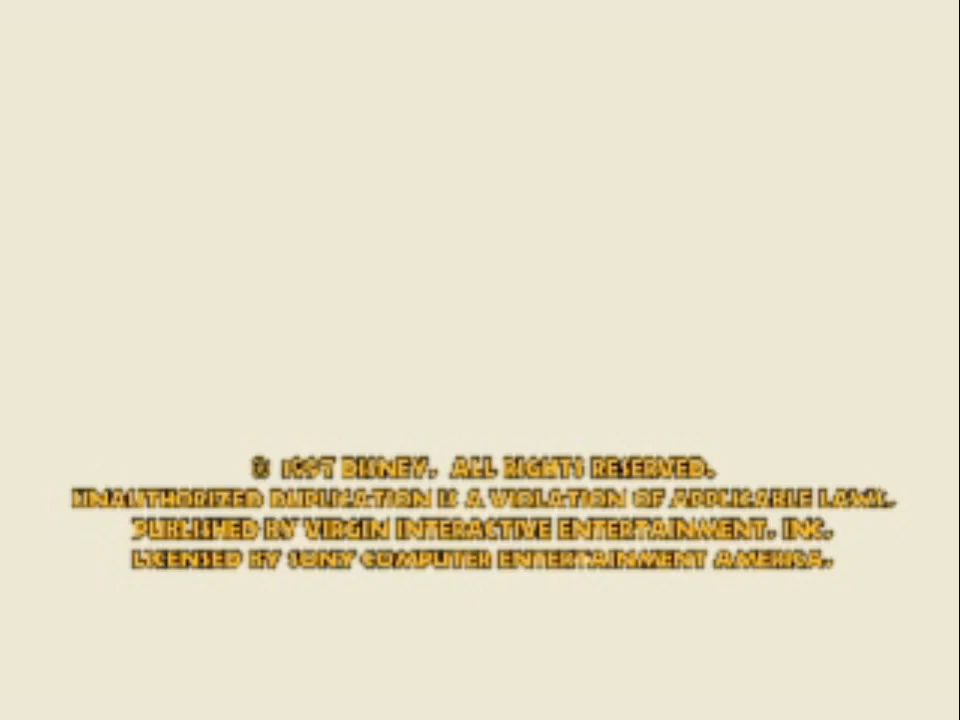 © 1997 DISNEY. ALL RIGHTS RESERVED.
UNAUTHORIZED DUPLICATION IS A VIOLATION OF APPLICABLE LAWS.
PUBLISHED BY VIRGIN INTERACTIVE ENTERTAINMENT, INC.
LICENSED BY SONY COMPUTER ENTERTAINMENT AMERICA.